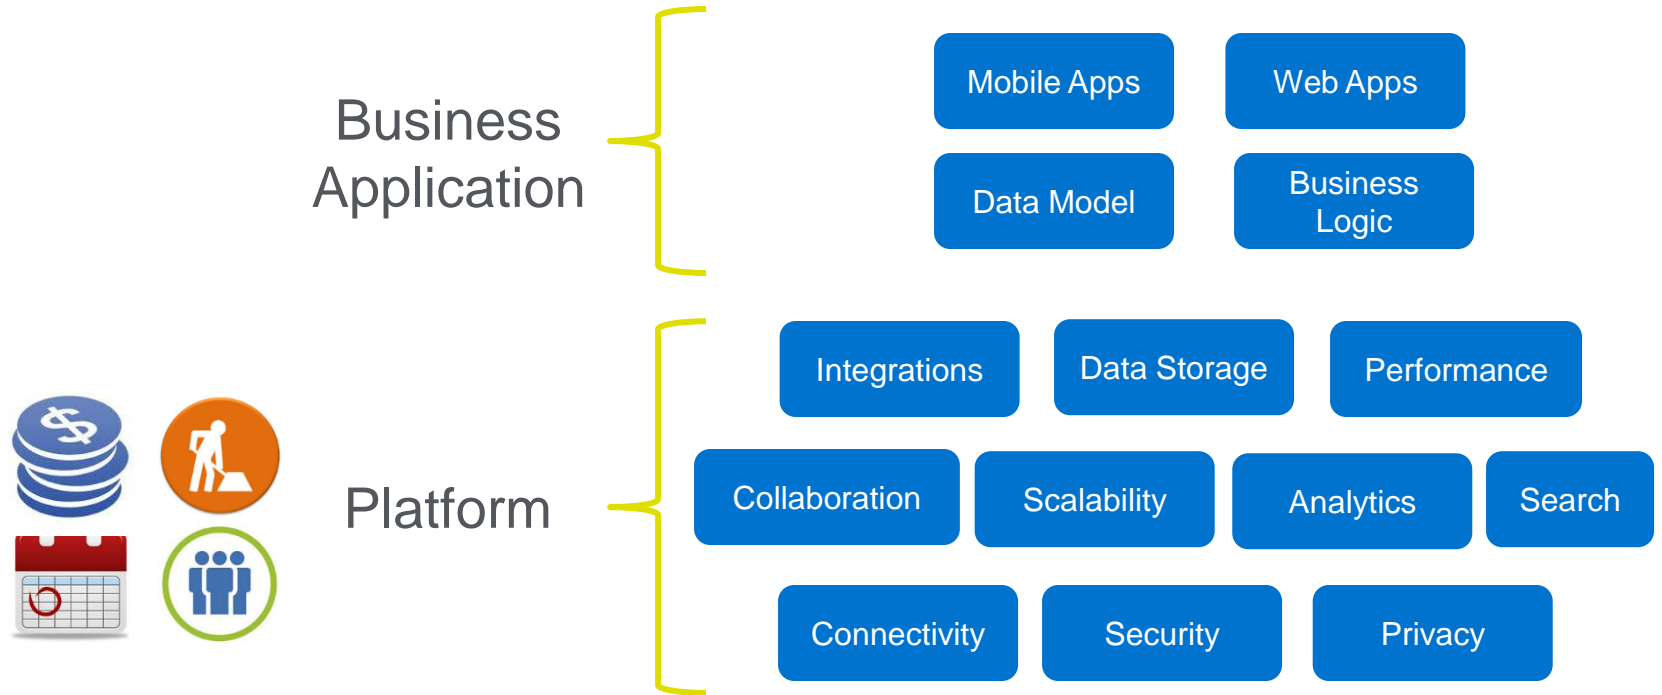 Business
Application
Mobile Apps
Web Apps
Data Model
Business
Logic
Platform
Integrations
Data Storage
Performance
Collaboration
Scalability
Analytics
Search
Connectivity
Security
Privacy
$